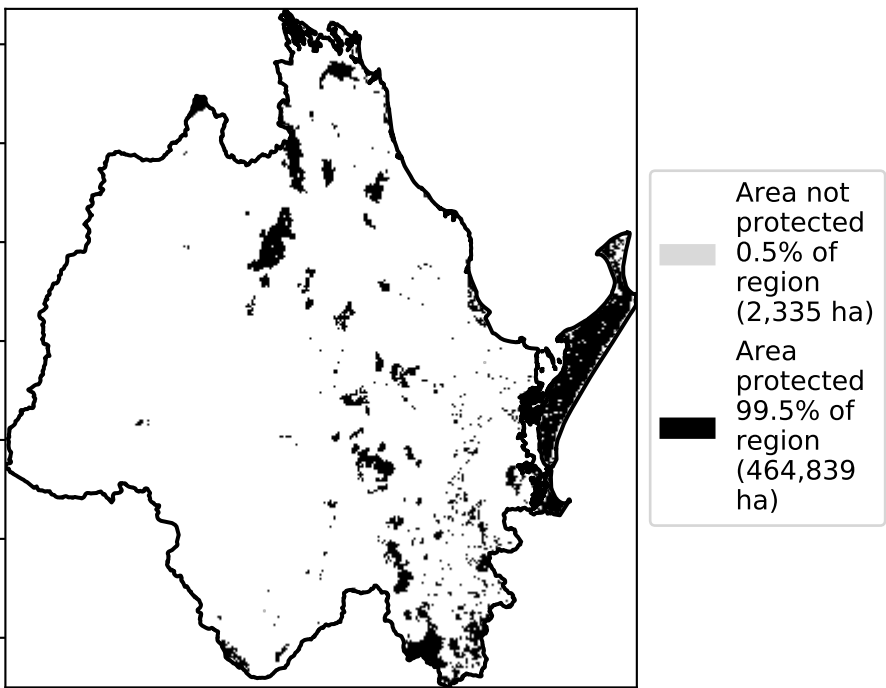 Area not
protected
0.5% of
region
(2,335 ha)
Area
protected
99.5% of
region
(464,839
ha)